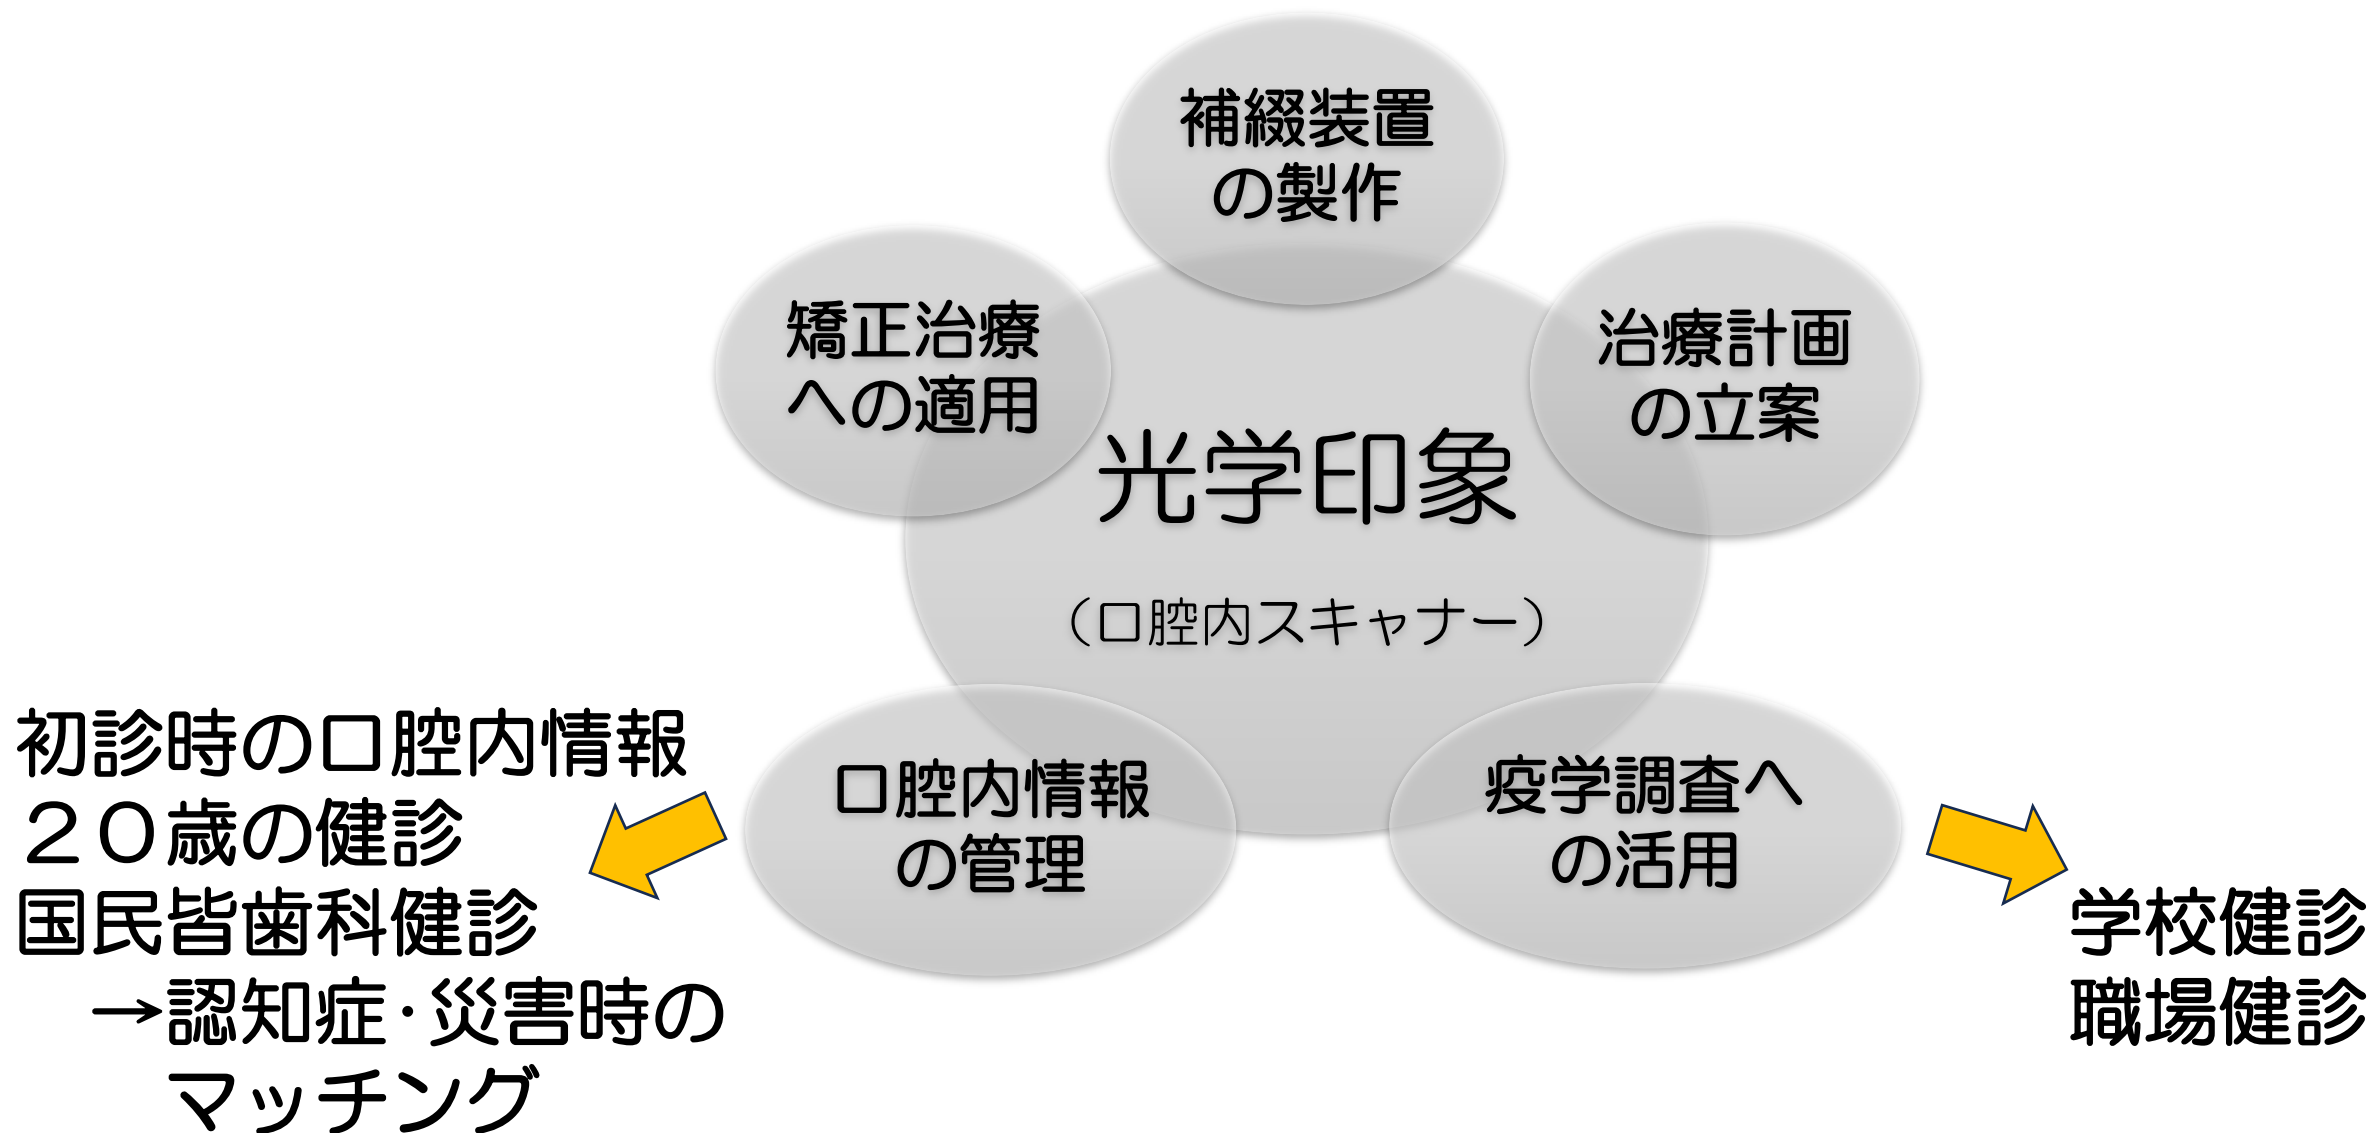 補綴装置
の製作
矯正治療
への適用
治療計画
の立案
光学印象
（口腔内スキャナー）
口腔内情報
の管理
疫学調査へ
の活用
初診時の口腔内情報
２０歳の健診
国民皆歯科健診
→認知症・災害時の
マッチング
学校健診
職場健診